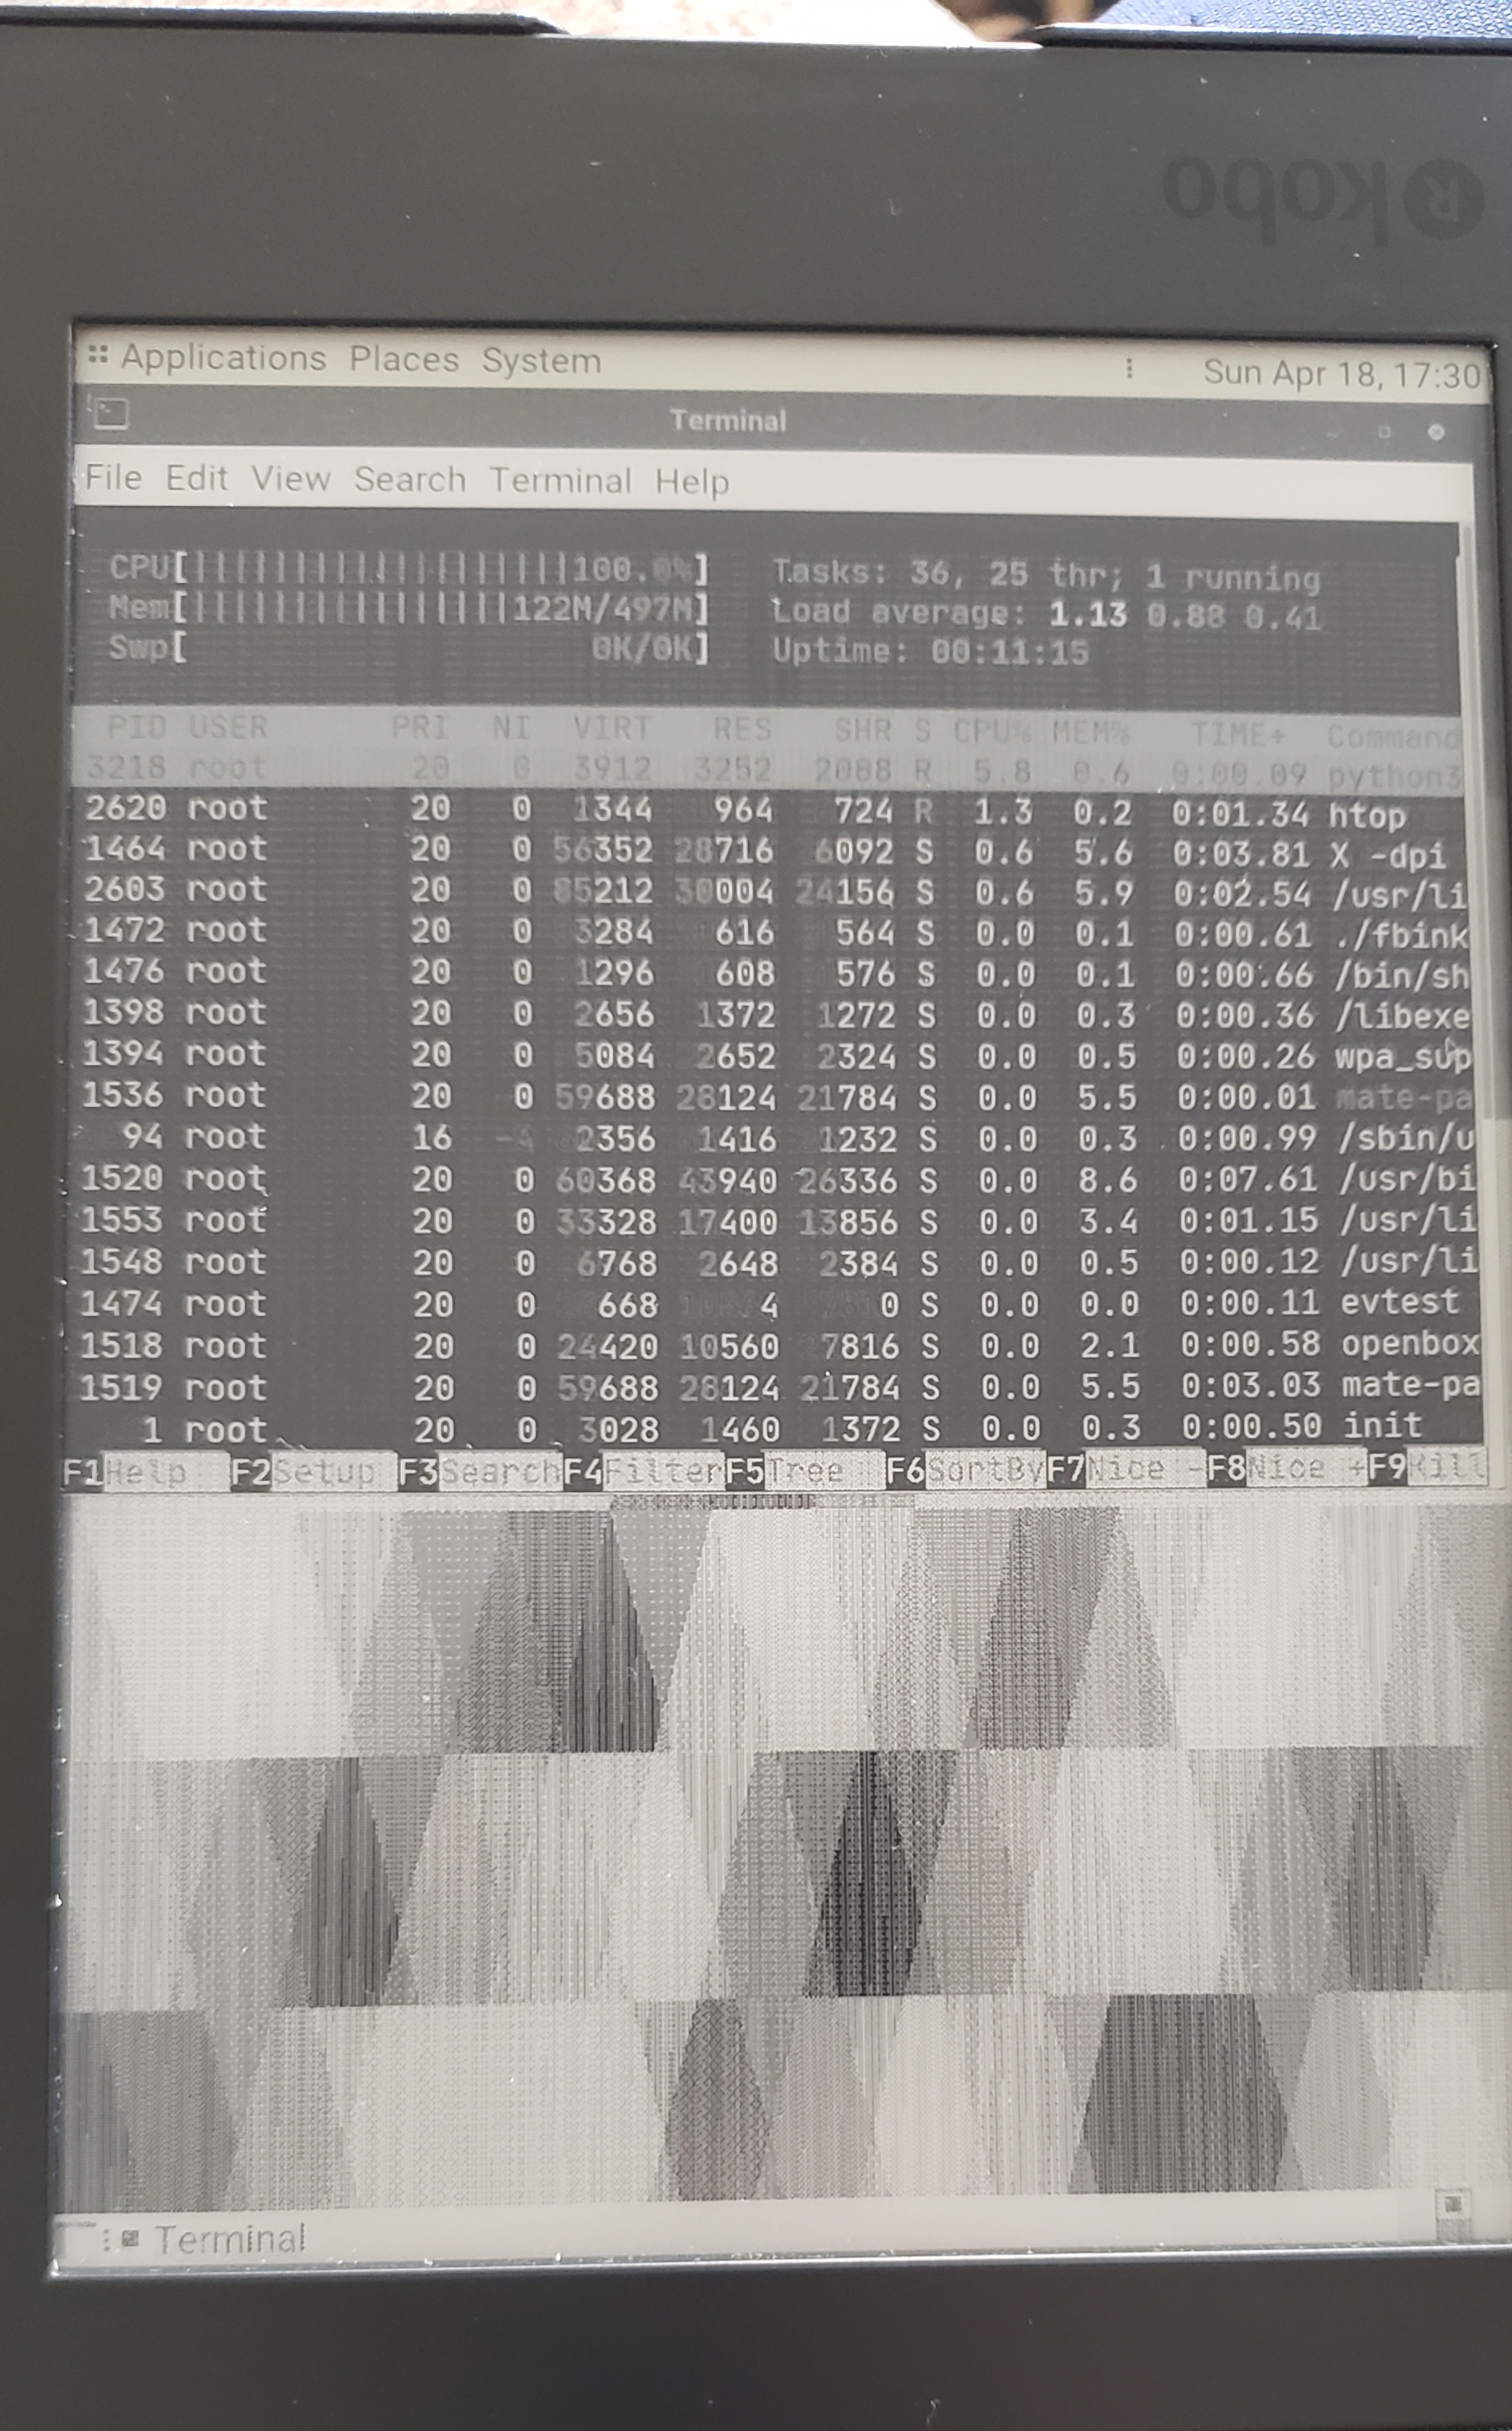 kobo
Applications Places System Sun Apr 18, 17:30
Terminal
File Edit View Search Terminal Help
CPU[||||||||||||||||||100.0%] Tasks: 36, 25 thr; 1 running
Mem[|||||||||||||||122M/497M] Load average: 1.13 0.88 0.41
Swp[ 0K/0K] Uptime: 00:11:15
PID USER PRI NI VIRT RES SHR S CPU% MEM% TIME+ Command
3218 root 20 0 3912 3252 2088 R 5.8 0.6 0:00.09 python3
2620 root 20 0 1344 964 724 R 1.3 0.2 0:01.34 htop
1464 root 20 0 56352 28716 6092 S 0.6 5.6 0:03.81 X -dpi
2603 root 20 0 85212 30004 24156 S 0.6 5.9 0:02.54 /usr/li
1472 root 20 0 3284 616 564 S 0.0 0.1 0:00.61 ./fbink
1476 root 20 0 1296 608 576 S 0.0 0.1 0:00.66 /bin/sh
1398 root 20 0 2656 1372 1272 S 0.0 0.3 0:00.36 /libexe
1394 root 20 0 5084 2652 2324 S 0.0 0.5 0:00.26 wpa_sup
1536 root 20 0 59688 28124 21784 S 0.0 5.5 0:00.01 mate-pa
94 root 16 -4 2356 1416 1232 S 0.0 0.3 0:00.99 /sbin/u
1520 root 20 0 60368 43940 26336 S 0.0 8.6 0:07.61 /usr/bi
1553 root 20 0 33328 17400 13856 S 0.0 3.4 0:01.15 /usr/li
1548 root 20 0 6768 2648 2384 S 0.0 0.5 0:00.12 /usr/li
1474 root 20 0 668 4 0 S 0.0 0.0 0:00.11 evtest
1518 root 20 0 24420 10560 7816 S 0.0 2.1 0:00.58 openbox
1519 root 20 0 59688 28124 21784 S 0.0 5.5 0:03.03 mate-pa
1 root 20 0 3028 1460 1372 S 0.0 0.3 0:00.50 init
F1Help F2Setup F3Search F4Filter F5Tree F6SortBy F7Nice - F8Nice + F9Kill
Terminal